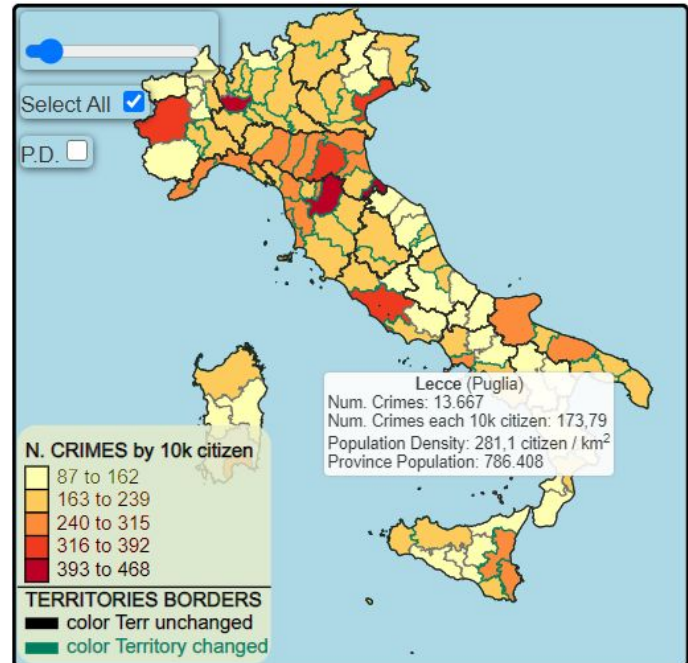 Select All
P.D.
Lecce (Puglia)
Num. Crimes: 13.667
Num. Crimes each 10k citizen: 173,79
Population Density: 281,1 citizen / km²
Province Population: 786.408
N. CRIMES by 10k citizen
87 to 162
163 to 239
240 to 315
316 to 392
393 to 468
TERRITORIES BORDERS
color Terr unchanged
color Territory changed